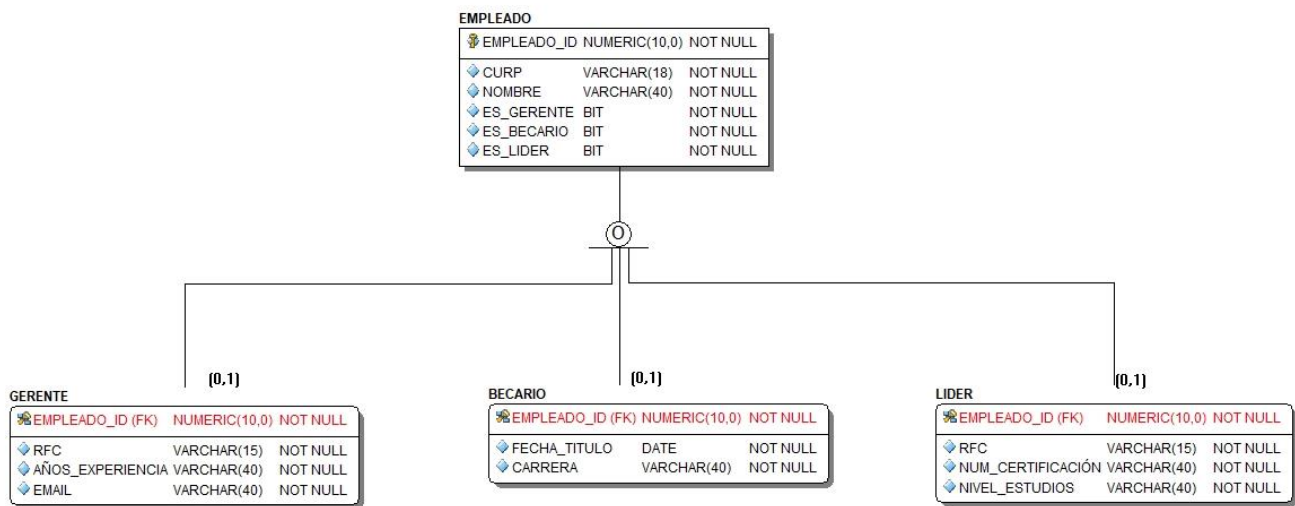 EMPLEADO
EMPLEADO_ID NUMERIC(10,0) NOT NULL
CURP VARCHAR(18) NOT NULL
NOMBRE VARCHAR(40) NOT NULL
ES_GERENTE BIT NOT NULL
ES_BECARIO BIT NOT NULL
ES_LIDER BIT NOT NULL
O
(0,1)
GERENTE
EMPLEADO_ID (FK) NUMERIC(10,0) NOT NULL
RFC VARCHAR(15) NOT NULL
AÑOS_EXPERIENCIA VARCHAR(40) NOT NULL
EMAIL VARCHAR(40) NOT NULL
(0,1)
BECARIO
EMPLEADO_ID (FK) NUMERIC(10,0) NOT NULL
FECHA_TITULO DATE NOT NULL
CARRERA VARCHAR(40) NOT NULL
(0,1)
LIDER
EMPLEADO_ID (FK) NUMERIC(10,0) NOT NULL
RFC VARCHAR(15) NOT NULL
NUM_CERTIFICACIÓN VARCHAR(40) NOT NULL
NIVEL_ESTUDIOS VARCHAR(40) NOT NULL